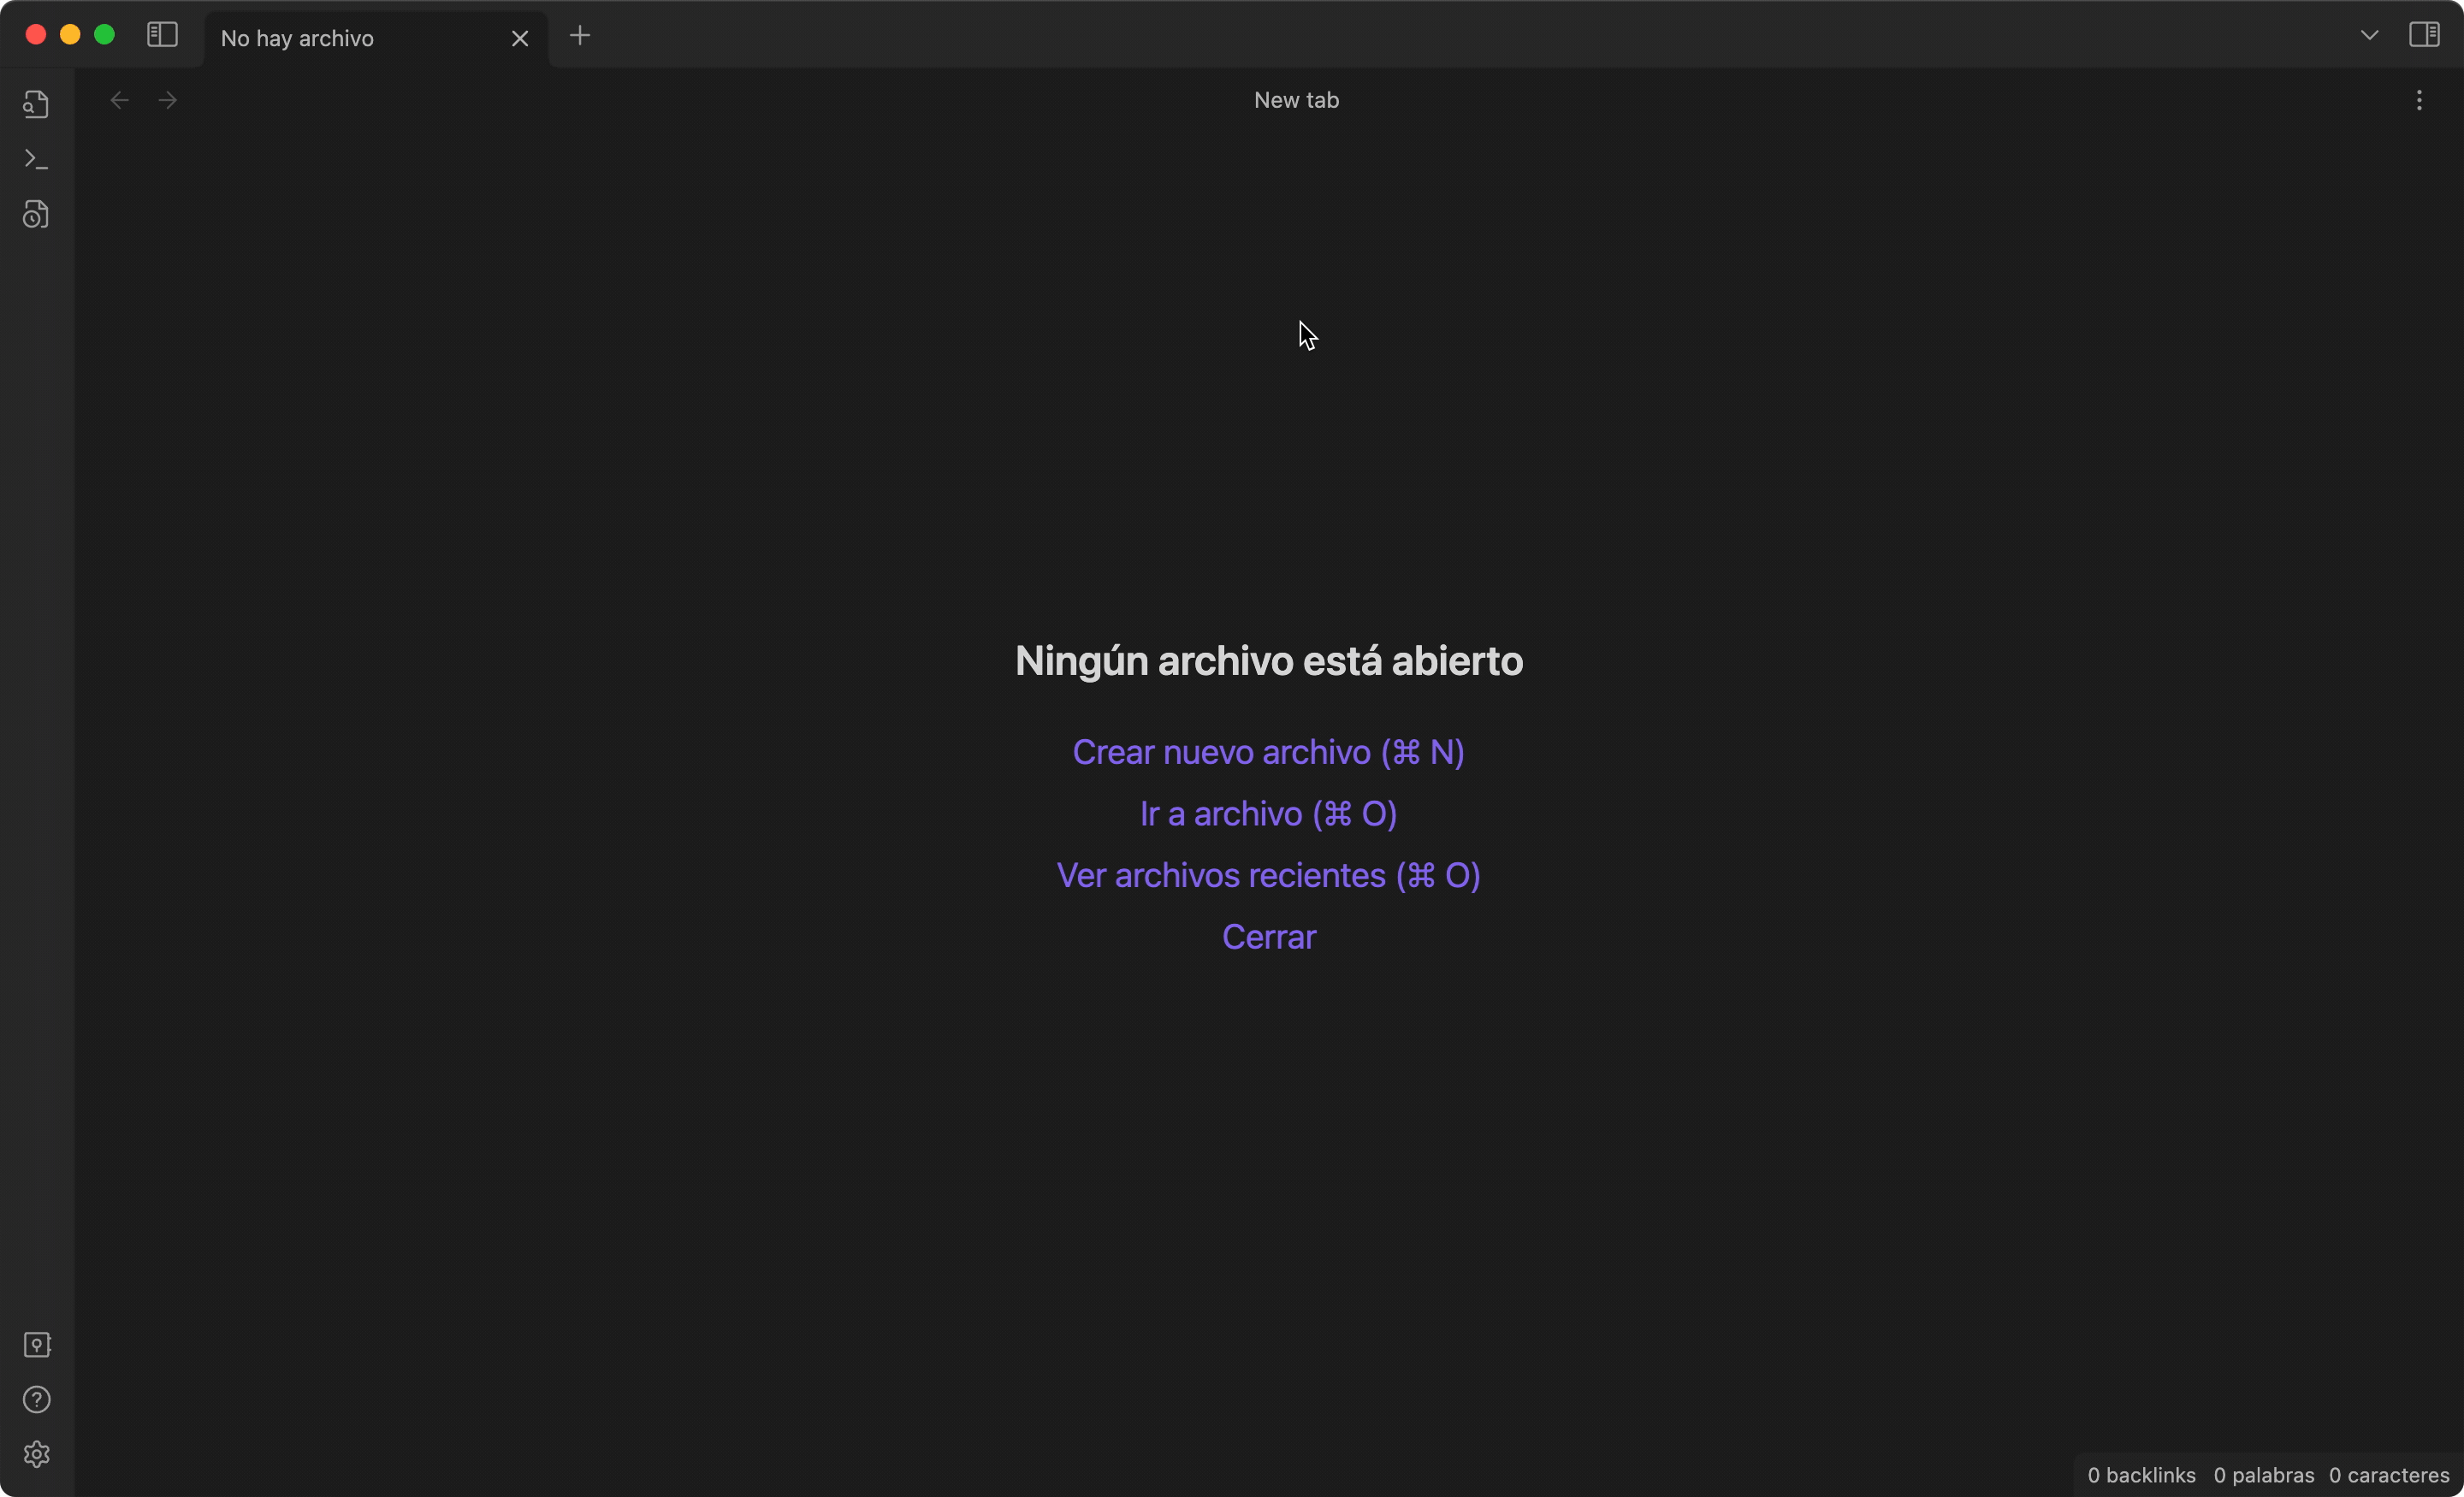 No hay archivo
New tab
Ningún archivo está abierto
Crear nuevo archivo (⌘ N)
Ir a archivo (⌘ O)
Ver archivos recientes (⌘ O)
Cerrar
0 backlinks 0 palabras 0 caracteres